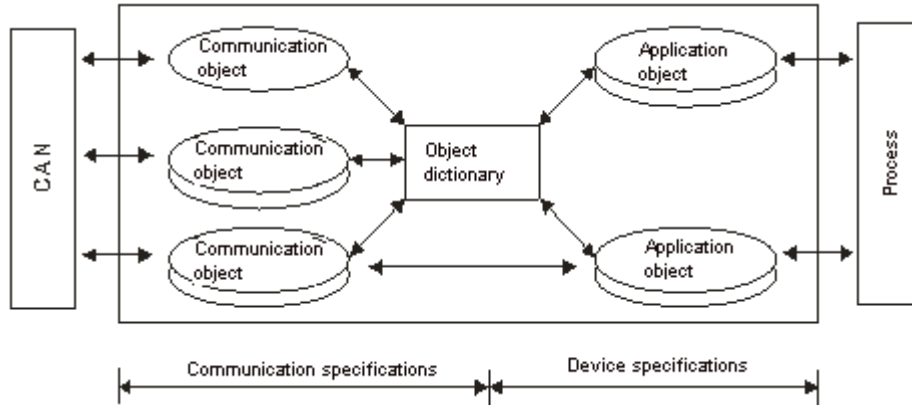 CAN
Communication
object
Communication
object
Communication
object
Object
dictionary
Application
object
Application
object
Process
Communication specifications
Device specifications